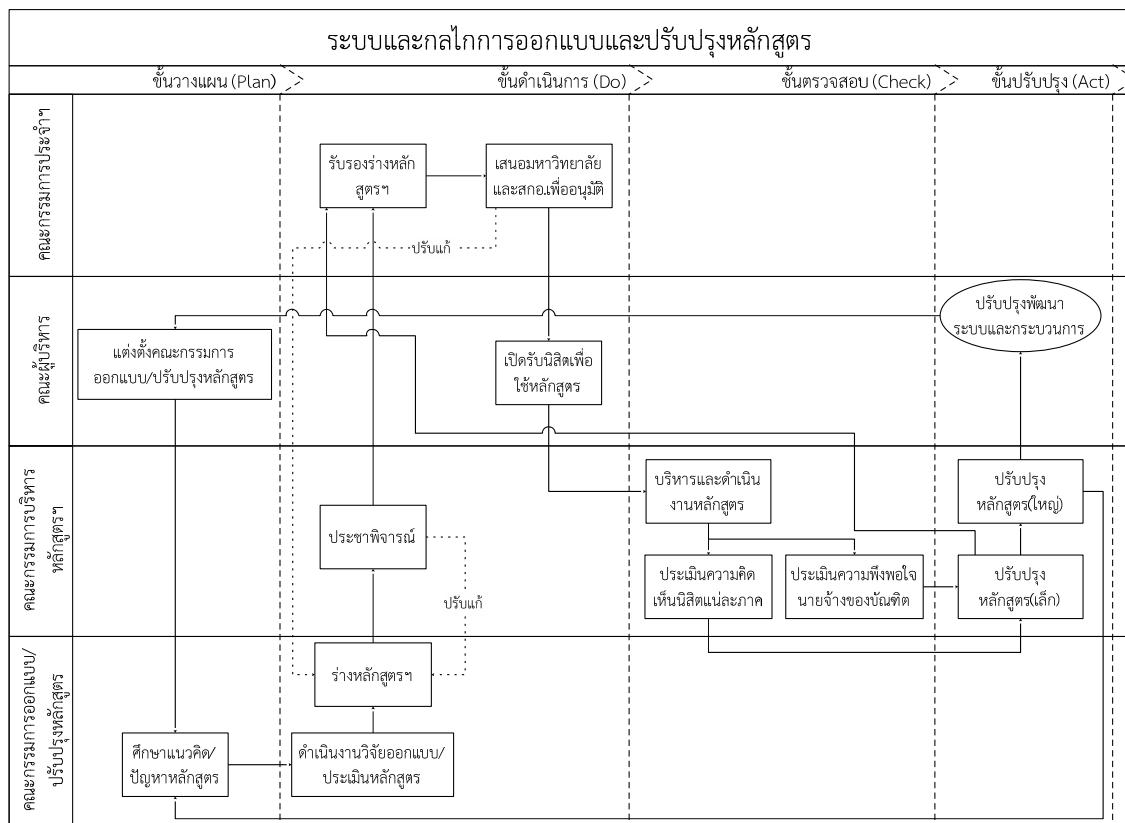 ระบบและกลไกการออกแบบและปรับปรุงหลักสูตร
ขั้นวางแผน (Plan)
ขั้นดำเนินการ (Do)
ขั้นตรวจสอบ (Check)
ขั้นปรับปรุง (Act)
คณะกรรมการประจำฯ
รับรองร่างหลัก
สูตรฯ
เสนอมหาวิทยาลัย
และสกอ.เพื่ออนุมัติ
ปรับแก้
คณะผู้บริหาร
แต่งตั้งคณะกรรมการ
ออกแบบ/ปรับปรุงหลักสูตร
เปิดรับนิสิตเพื่อ
ใช้หลักสูตร
ปรับปรุงพัฒนา
ระบบและกระบวนการ
คณะกรรมการบริหาร
หลักสูตรฯ
ประชาพิจารณ์
ปรับแก้
บริหารและดำเนิน
งานหลักสูตร
ประเมินความคิด
เห็นนิสิตแน่ละภาค
ประเมินความพึงพอใจ
นายจ้างของบัณฑิต
ปรับปรุง
หลักสูตร(ใหญ่)
ปรับปรุง
หลักสูตร(เล็ก)
คณะกรรมการออกแบบ/
ปรับปรุงหลักสูตร
ร่างหลักสูตรฯ
ศึกษาแนวคิด/
ปัญหาหลักสูตร
ดำเนินงานวิจัยออกแบบ/
ประเมินหลักสูตร